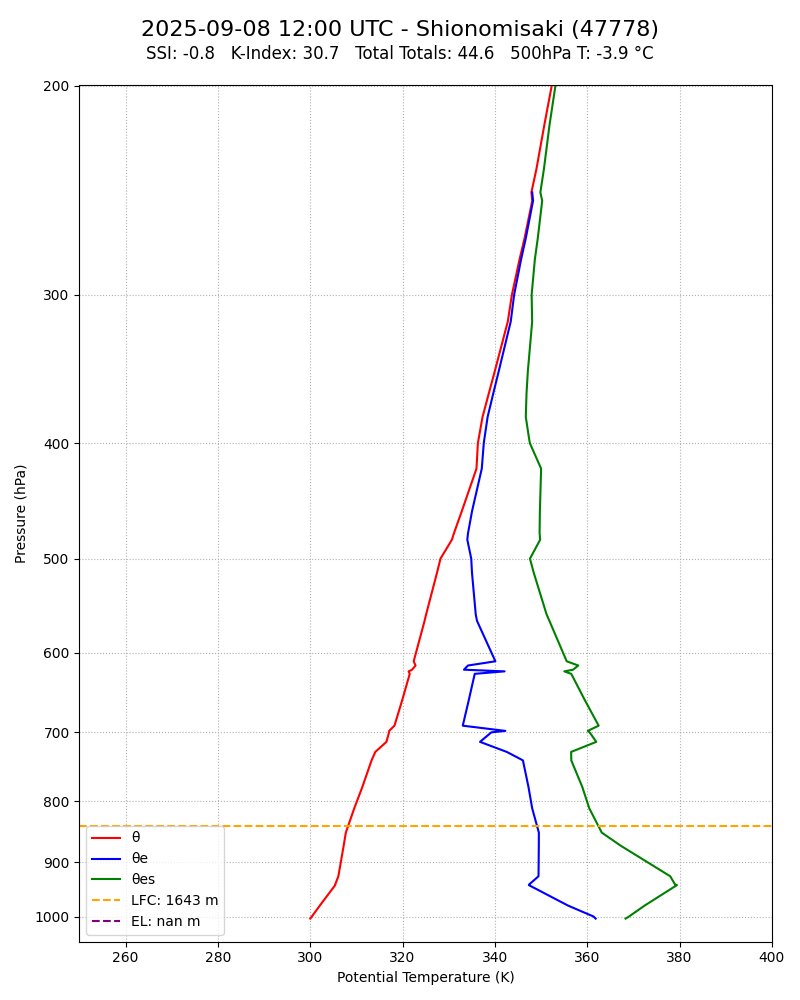 2025-09-08 12:00 UTC - Shionomisaki (47778)
SSI: -0.8   K-Index: 30.7   Total Totals: 44.6   500hPa T: -3.9 °C
200
300
400
500
600
700
800
900
1000
Pressure (hPa)
θ
θe
θes
LFC: 1643 m
EL: nan m
260 280 300 320 340 360 380 400
Potential Temperature (K)